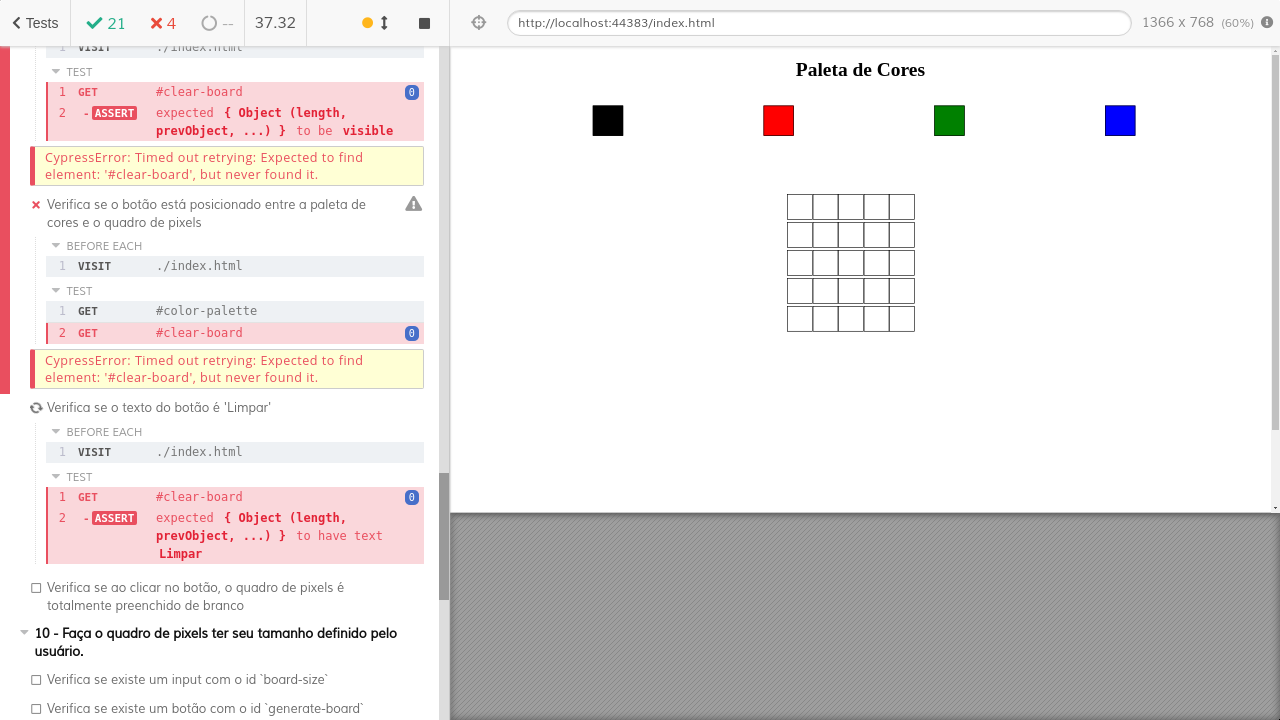 Tests
21
4
--
37.32
http://localhost:44383/index.html
1366 x 768 (60%)
1 VISIT ./index.html
TEST
1 GET #clear-board 0
2 - ASSERT expected { Object (length,
prevObject, ...) } to be visible
CypressError: Timed out retrying: Expected to find
element: '#clear-board', but never found it.
Verifica se o botão está posicionado entre a paleta de
cores e o quadro de pixels
BEFORE EACH
1 VISIT ./index.html
TEST
1 GET #color-palette
2 GET #clear-board 0
CypressError: Timed out retrying: Expected to find
element: '#clear-board', but never found it.
Verifica se o texto do botão é 'Limpar'
BEFORE EACH
1 VISIT ./index.html
TEST
1 GET #clear-board 0
2 - ASSERT expected { Object (length,
prevObject, ...) } to have text
Limpar
Verifica se ao clicar no botão, o quadro de pixels é
totalmente preenchido de branco
10 - Faça o quadro de pixels ter seu tamanho definido pelo
usuário.
Verifica se existe um input com o id `board-size`
Verifica se existe um botão com o id `generate-board`
Paleta de Cores